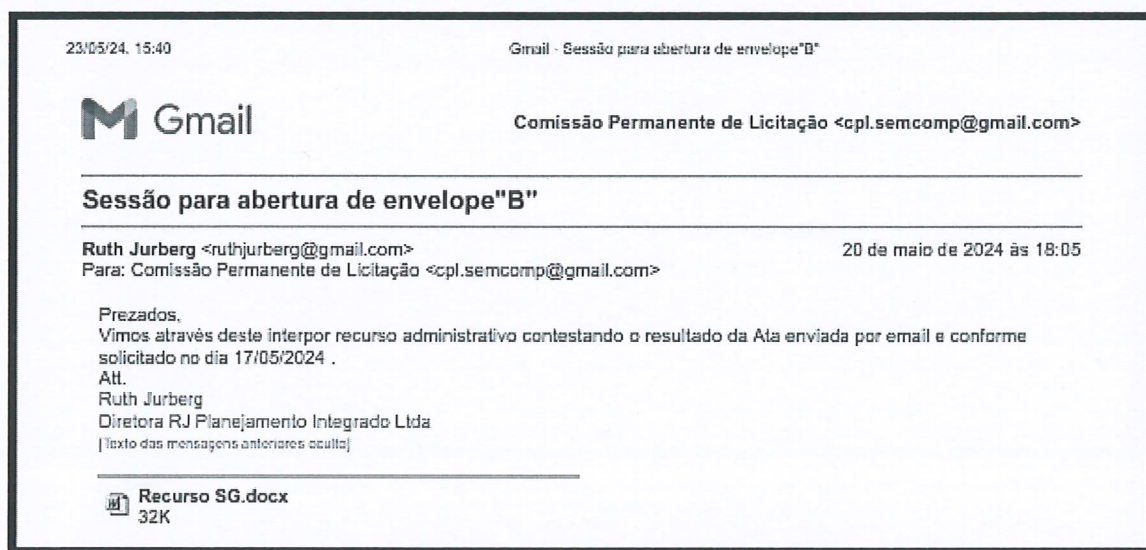 23/05/24, 15:40
Gmail - Sessão para abertura de envelope"B"
Gmail
Comissão Permanente de Licitação <cpl.semcomp@gmail.com>
Sessão para abertura de envelope"B"
Ruth Jurberg <ruthjurberg@gmail.com>
20 de maio de 2024 às 18:05
Para: Comissão Permanente de Licitação <cpl.semcomp@gmail.com>
Prezados,
Vimos através deste interpor recurso administrativo contestando o resultado da Ata enviada por email e conforme
solicitado no dia 17/05/2024 .
Att.
Ruth Jurberg
Diretora RJ Planejamento Integrado Ltda
[Texto das mensagens anteriores oculto]
Recurso SG.docx
32K